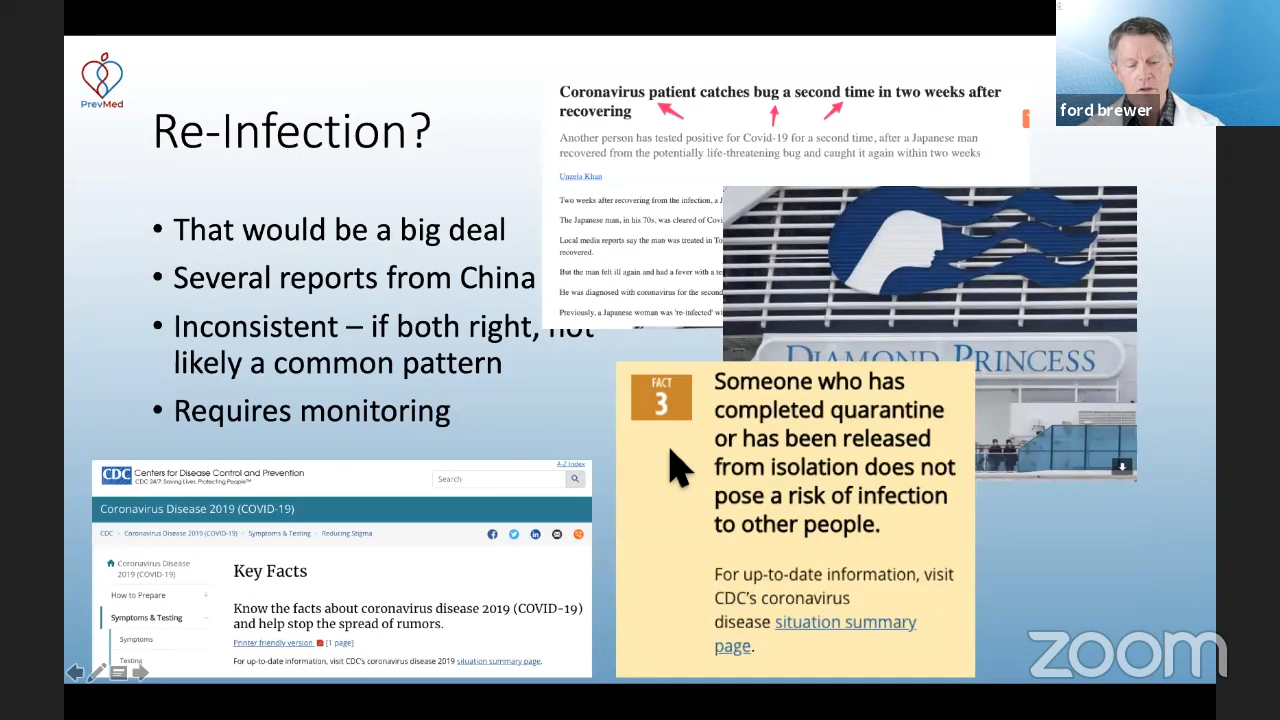 PrevMed
Re-Infection?
• That would be a big deal
• Several reports from China
• Inconsistent – if both right, not
likely a common pattern
• Requires monitoring
Coronavirus patient catches bug a second time in two weeks after
recovering
Another person has tested positive for Covid-19 for a second time, after a Japanese man
recovered from the potentially life-threatening bug and caught it again within two weeks
Unzela Khan
Two weeks after recovering from the infection, a J
The Japanese man, in his 70s, was cleared of Covi
Local media reports say the man was treated in To
recovered.
But the man felt ill again and had a fever with a te
He was diagnosed with coronavirus for the second
Previously, a Japanese woman was 're-infected' wi
ford brewer
DIAMOND PRINCESS
FACT
3
Someone who has
completed quarantine
or has been released
from isolation does not
pose a risk of infection
to other people.
For up-to-date information, visit
CDC's coronavirus
disease situation summary
page.
CDC
Centers for Disease Control and Prevention
CDC 24/7: Saving Lives, Protecting People™
A-Z Index
Search
Coronavirus Disease 2019 (COVID-19)
CDC › Coronavirus Disease 2019 (COVID-19) › Symptoms & Testing › Reducing Stigma
Coronavirus Disease
2019 (COVID-19)
How to Prepare +
Symptoms & Testing –
Symptoms
Testing
Key Facts
Know the facts about coronavirus disease 2019 (COVID-19)
and help stop the spread of rumors.
Printer friendly version [1 page]
For up-to-date information, visit CDC's coronavirus disease 2019 situation summary page.
zoom